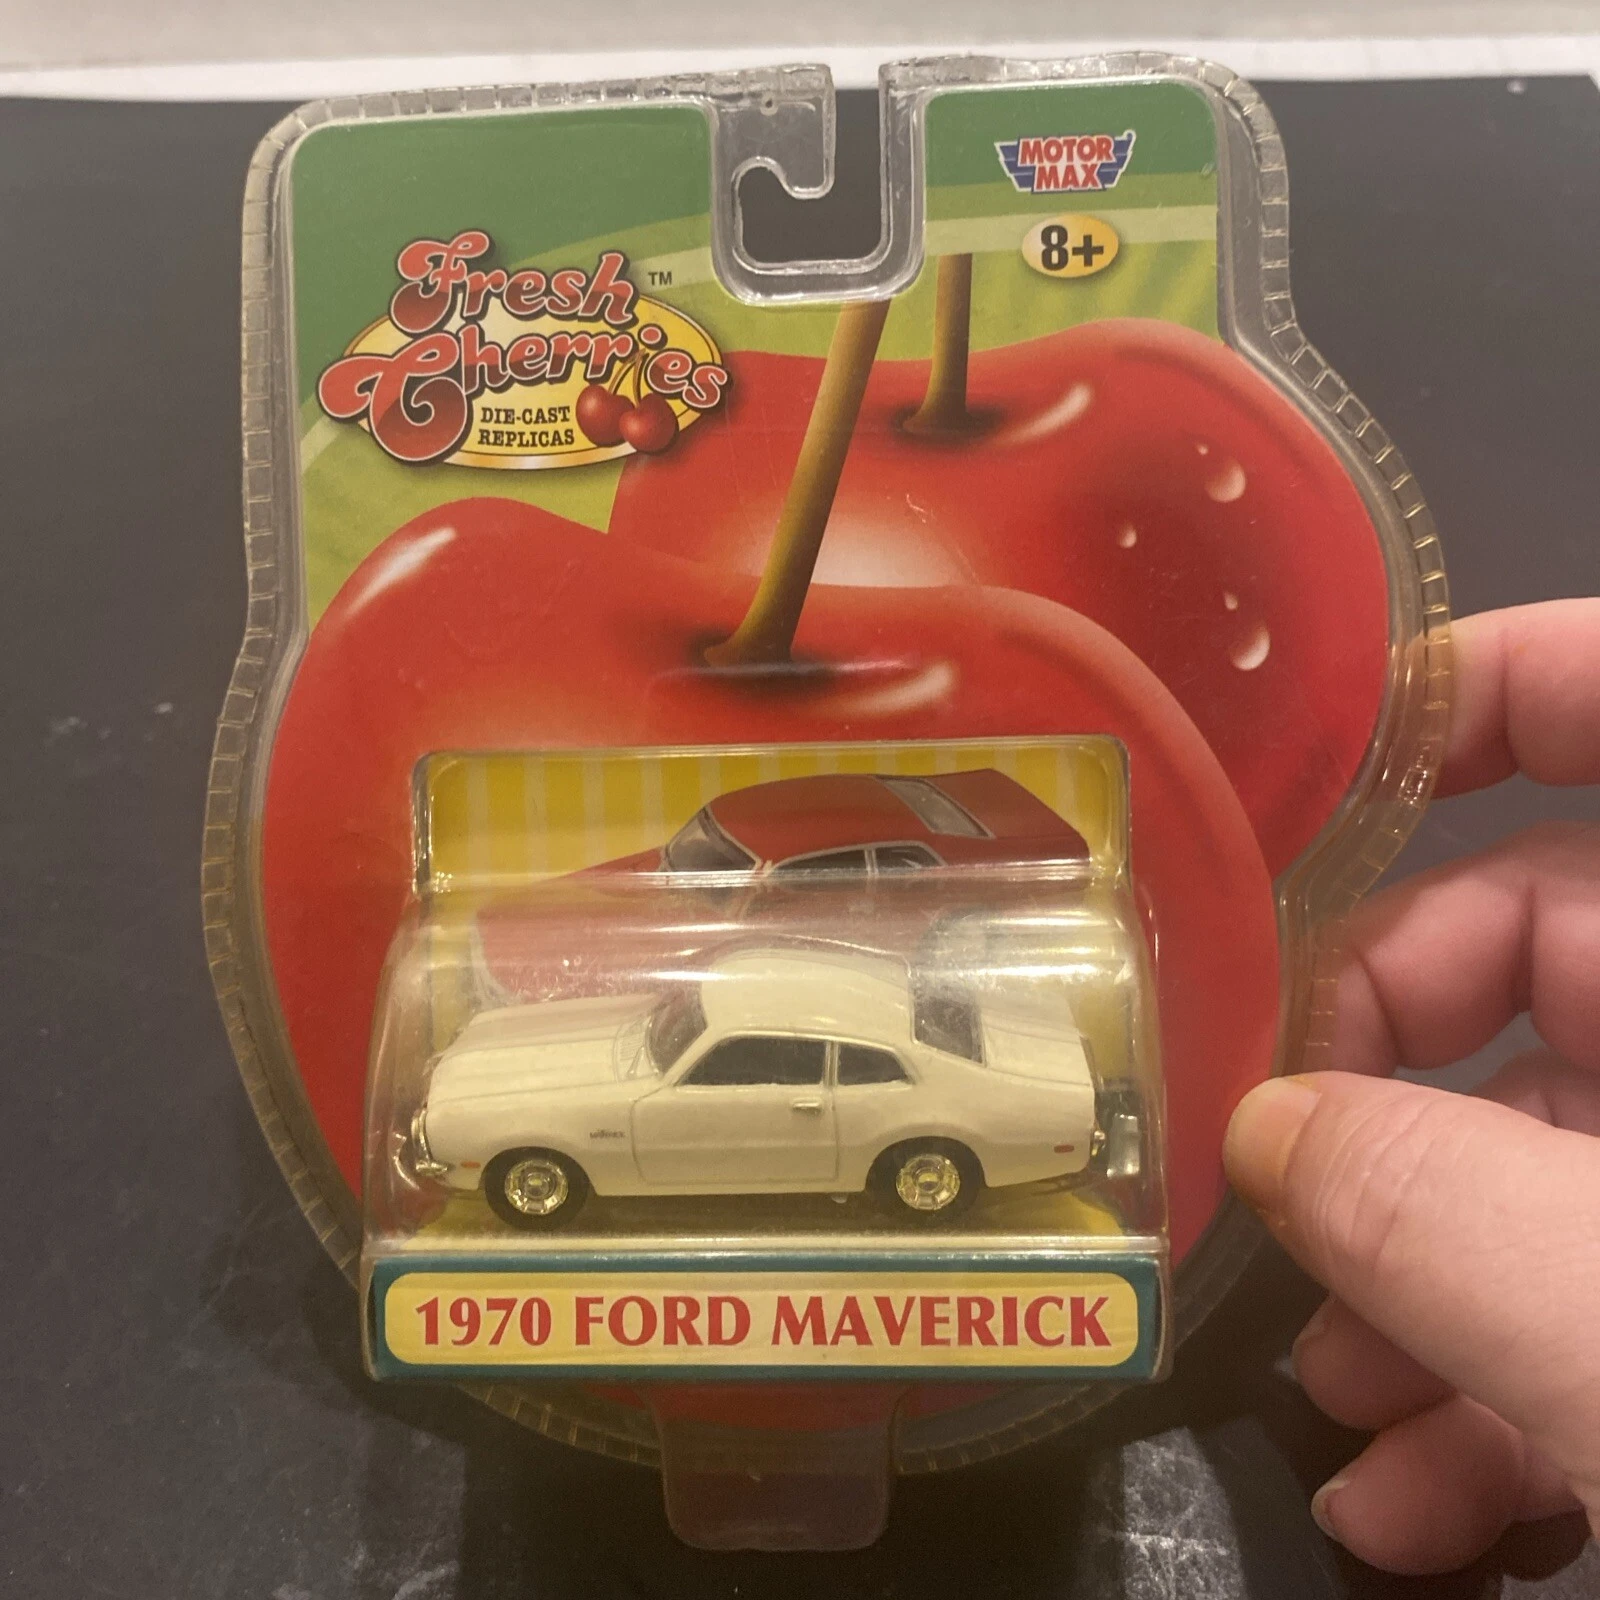 MOTOR
MAX
8+
Fresh
Cherries
TM
DIE-CAST
REPLICAS
1970 FORD MAVERICK